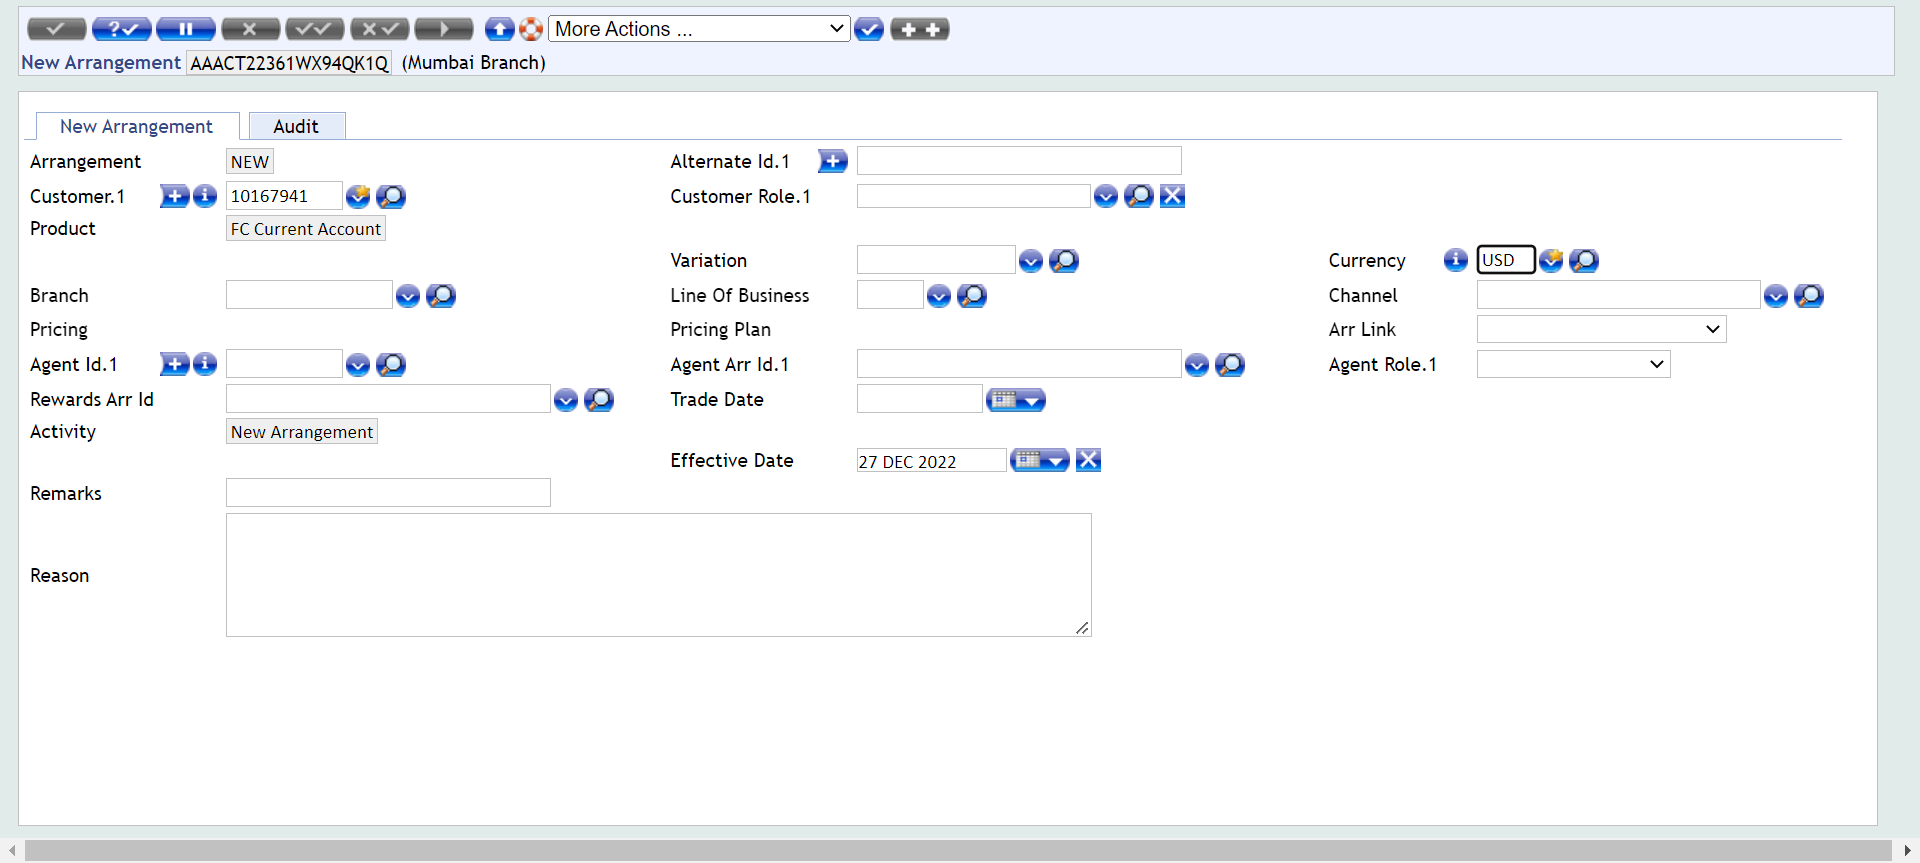 More Actions ...
New Arrangement AAACT22361WX94QK1Q (Mumbai Branch)
New Arrangement Audit
Arrangement NEW Alternate Id.1
Customer.1 10167941 Customer Role.1
Product FC Current Account
Variation Currency USD
Branch Line Of Business Channel
Pricing Pricing Plan Arr Link
Agent Id.1 Agent Arr Id.1 Agent Role.1
Rewards Arr Id Trade Date
Activity New Arrangement
Effective Date 27 DEC 2022
Remarks
Reason